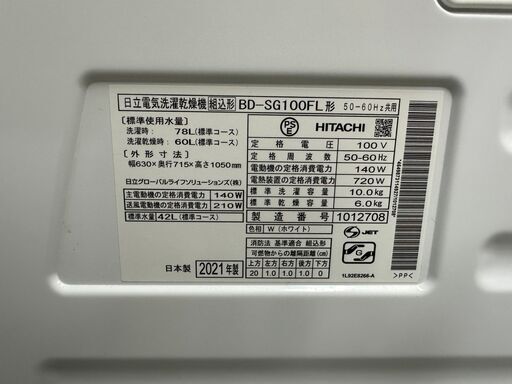 日立電気洗濯乾燥機 組込形 BD-SG100FL形 50-60Hz共用
[標準使用水量]
洗濯時: 78L(標準コース)
洗濯乾燥時: 60L(標準コース)
[外形寸法]
幅630×奥行715×高さ1050mm
日立グローバルライフソリューションズ(株)
主電動機の定格消費電力 140W
送風電動機の定格消費電力 210W
標準水量 42L(標準コース)
日本製 2021年製
PS E HITACHI
定格電圧 100V
定格周波数 50-60Hz
電動機の定格消費電力 140W
電熱装置の定格消費電力 720W
標準洗濯容量 10.0kg
標準乾燥容量 6.0kg
製造番号 1012708
色柄 W(ホワイト)
消防法 基準適合 組込形
可燃物からの離隔距離(cm)
上方 左方 右方 前方 後方 下方
20 1.0 1.0 開放 1.0 0
S JET
G
1L92E8266-A
>PP<